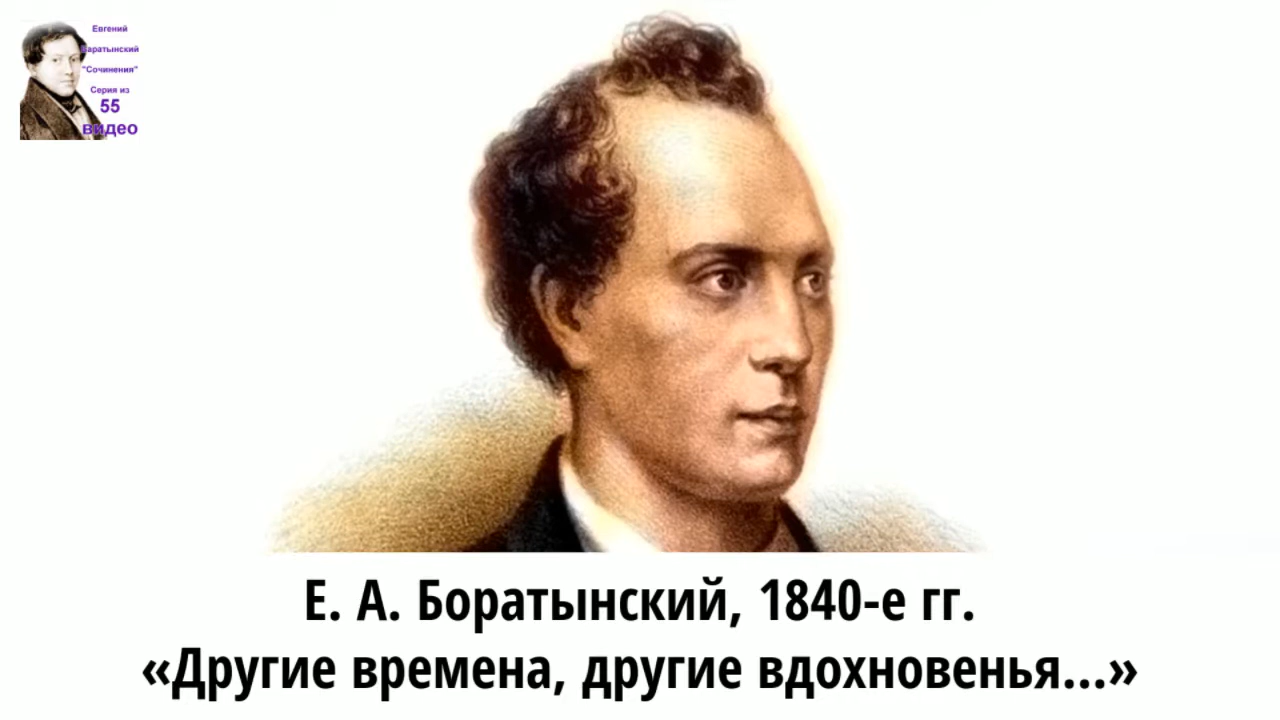 Евгений
Баратынский
"Сочинения"
Серия из
55
видео
Е. А. Боратынский, 1840-е гг.
«Другие времена, другие вдохновенья...»